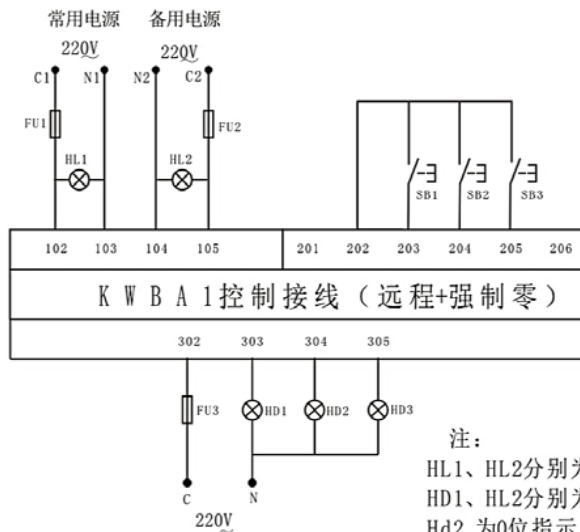 常用电源 备用电源
220V 220V
C1 N1 N2 C2
FU1 FU2
HL1 HL2
SB1 SB2 SB3
102 103 104 105 201 202 203 204 205 206
KWBA1控制接线（远程+强制零）
302 303 304 305
FU3 HD1 HD2 HD3
注：
HL1、HL2分别为
C N
HD1、HL2分别为
220V
Hd2 为0位指示